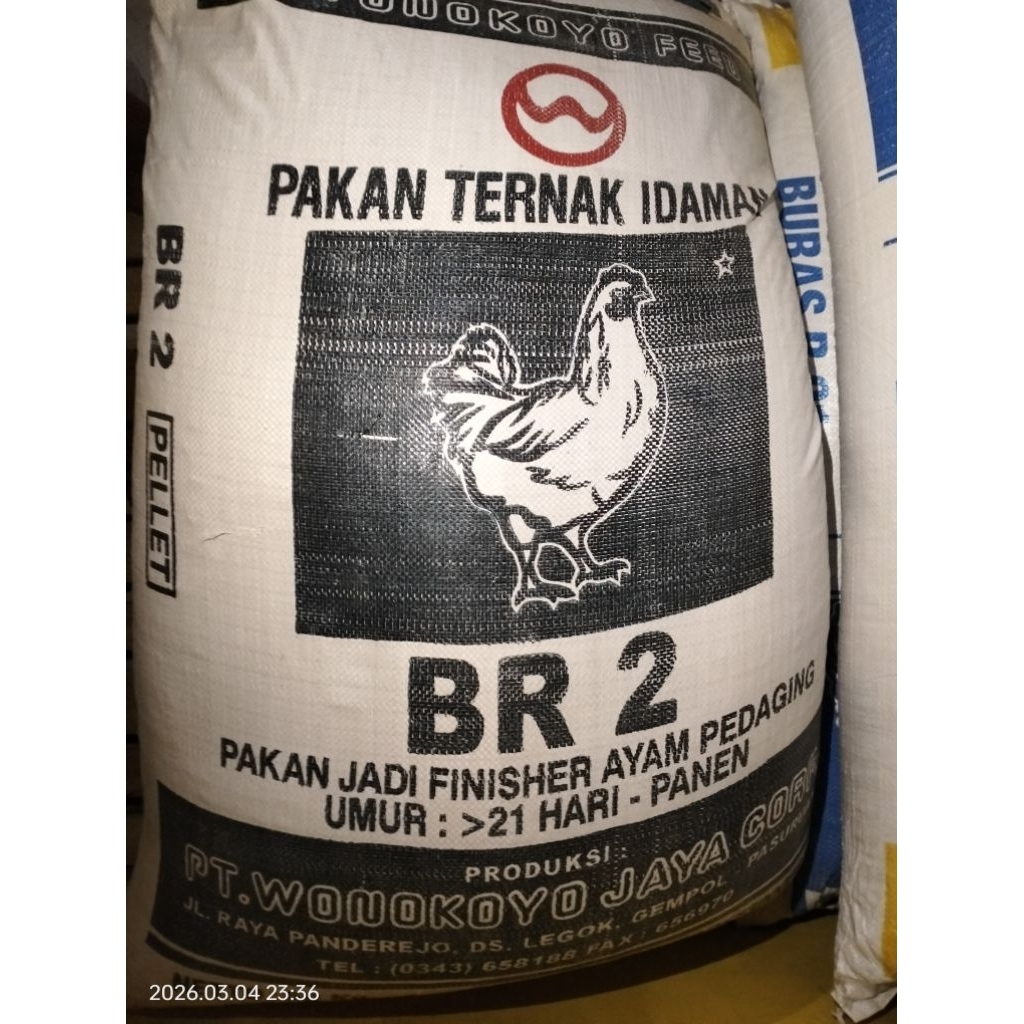 WONOKOYO FEED
PAKAN TERNAK IDAMAN
BR 2 PELLET
BURAS
BR 2
PAKAN JADI FINISHER AYAM PEDAGING
UMUR : >21 HARI - PANEN
PRODUKSI :
PT. WONOKOYO JAYA CORP
JL. RAYA PANDEREJO, DS. LEGOK, GEMPOL PASURU
TEL : (0343) 658188 FAX : 656970
2026.03.04 23:36